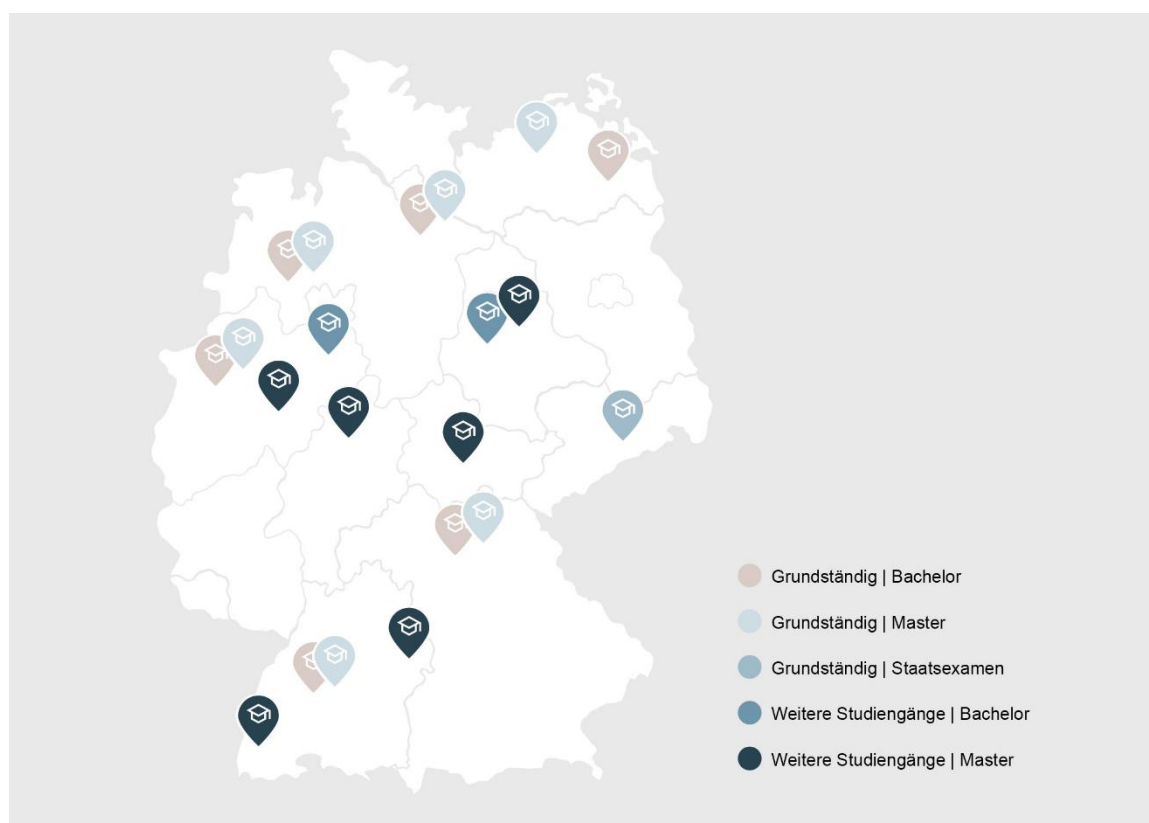 Grundständig | Bachelor
Grundständig | Master
Grundständig | Staatsexamen
Weitere Studiengänge | Bachelor
Weitere Studiengänge | Master